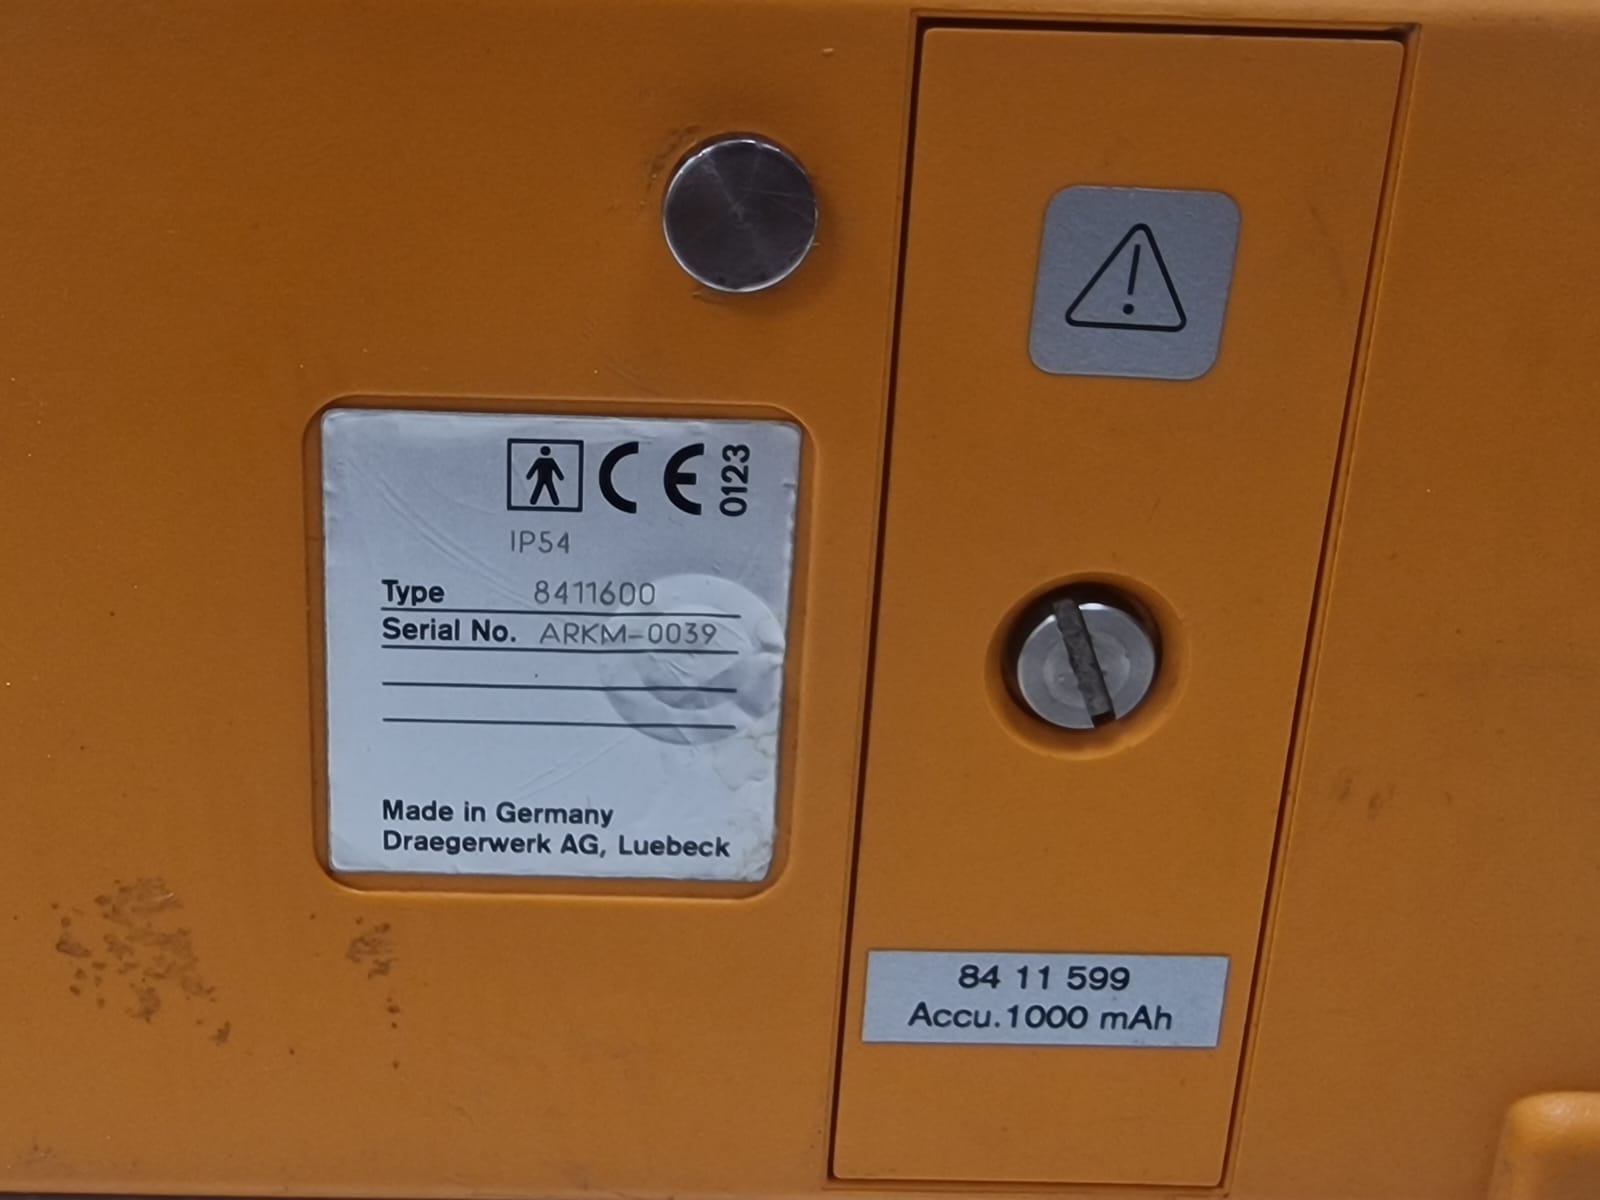 CE 0123
IP54
Type 8411600
Serial No. ARKM-0039
Made in Germany
Draegerwerk AG, Luebeck
84 11 599
Accu.1000 mAh